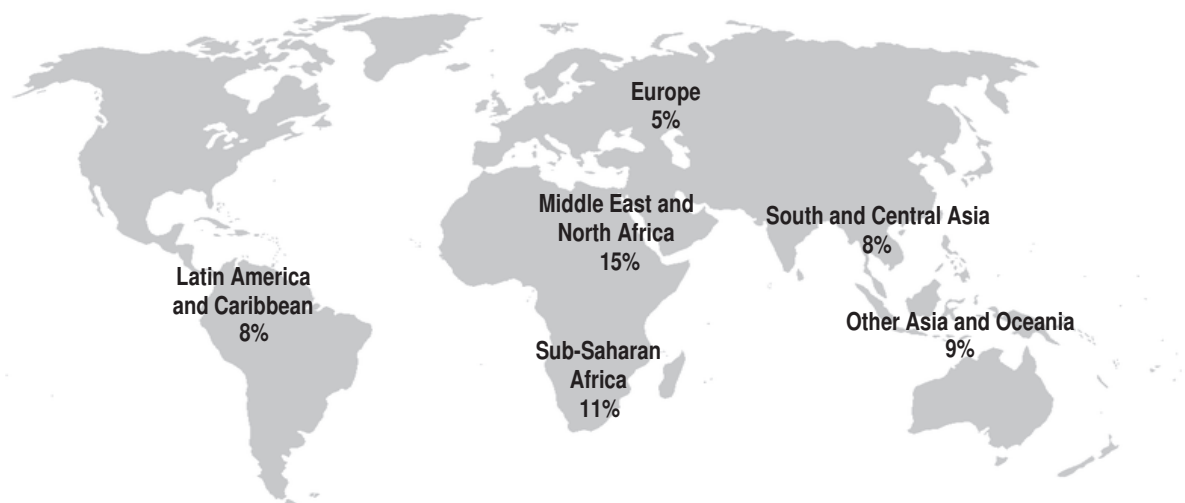 Europe
5%
Middle East and
North Africa
15%
South and Central Asia
8%
Latin America
and Caribbean
8%
Other Asia and Oceania
9%
Sub-Saharan
Africa
11%